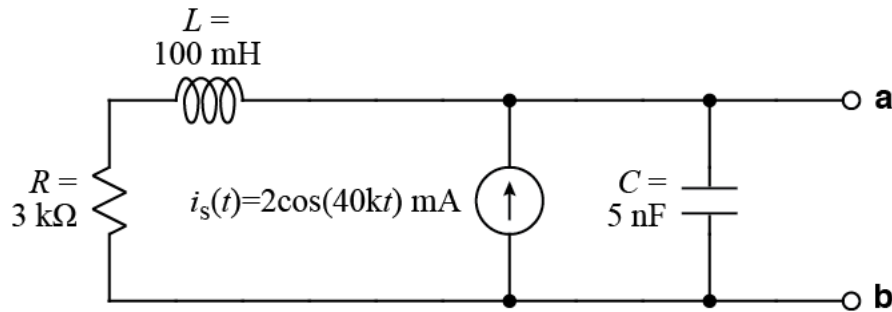 L =
100 mH
a
R =
3 kΩ
iₛ(t)=2cos(40kt) mA
C =
5 nF
b